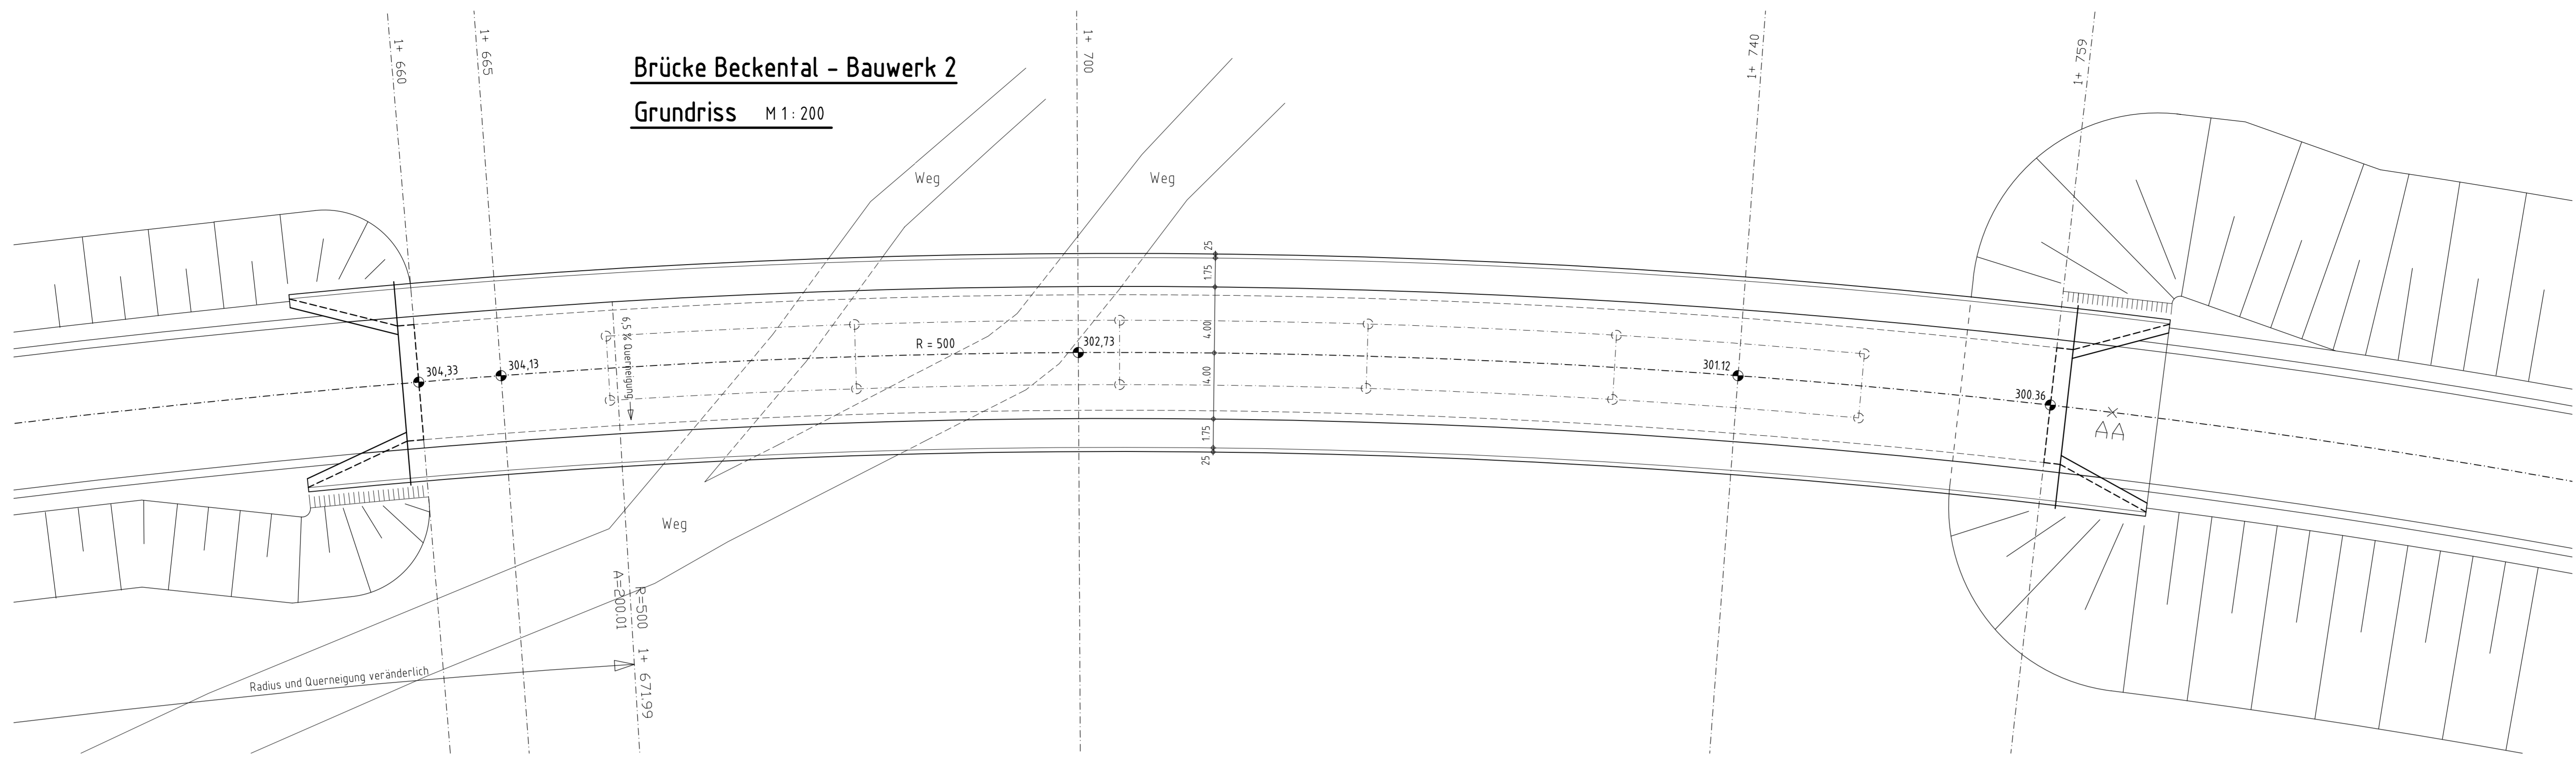 1+ 660
1+ 665
Brücke Beckental - Bauwerk 2
Grundriss M 1 : 200
1+ 700
1+ 740
1+ 759
Weg
Weg
25
1.75
4.00
4.00
1.75
25
304,33
304,13
6.5 % Querneigung
R = 500
302,73
301.12
300.36
AA
Weg
A=200.01
R=500 1+ 671.99
Radius und Querneigung veränderlich